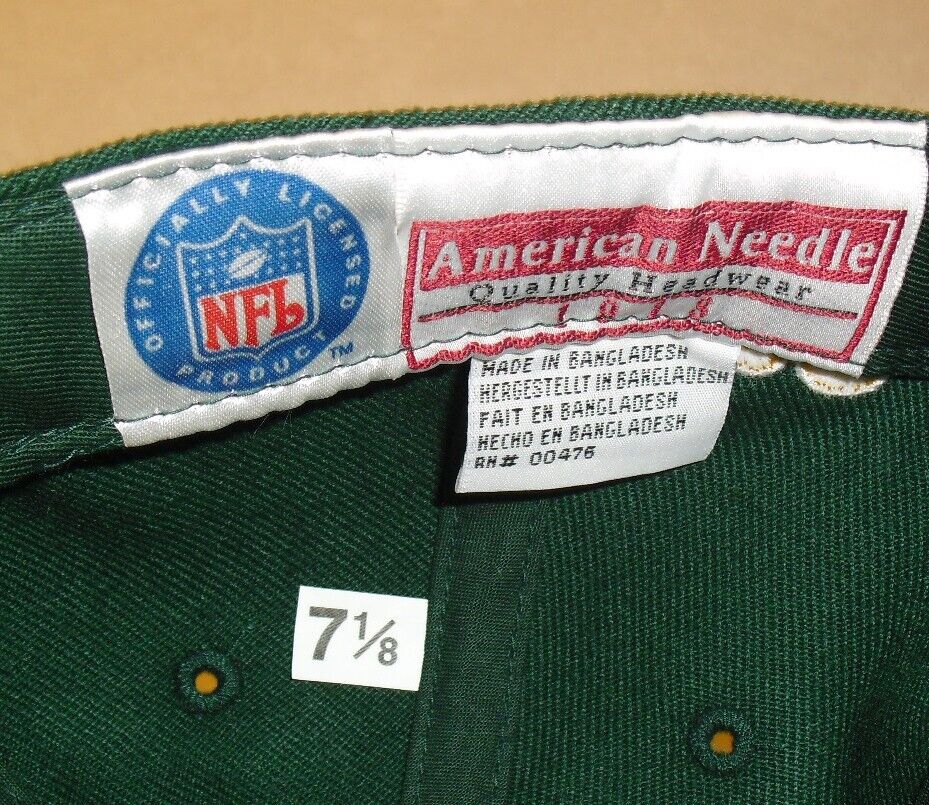 OFFICIALLY LICENSED
NFL
PRODUCT TM
American Needle
Quality Headwear
1918
MADE IN BANGLADESH
HERGESTELLT IN BANGLADESH
FAIT EN BANGLADESH
HECHO EN BANGLADESH
RN# 00476
7 1/8